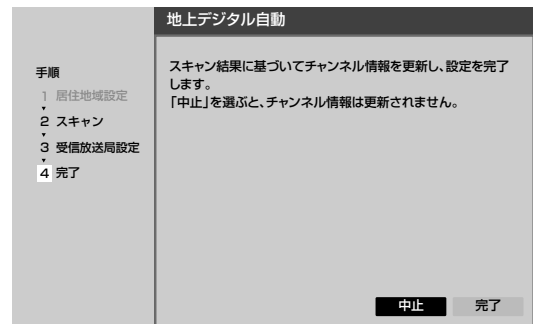 地上デジタル自動
手順
1 居住地域設定
2 スキャン
3 受信放送局設定
4 完了
スキャン結果に基づいてチャンネル情報を更新し、設定を完了
します。
「中止」を選ぶと、チャンネル情報は更新されません。
中止 完了